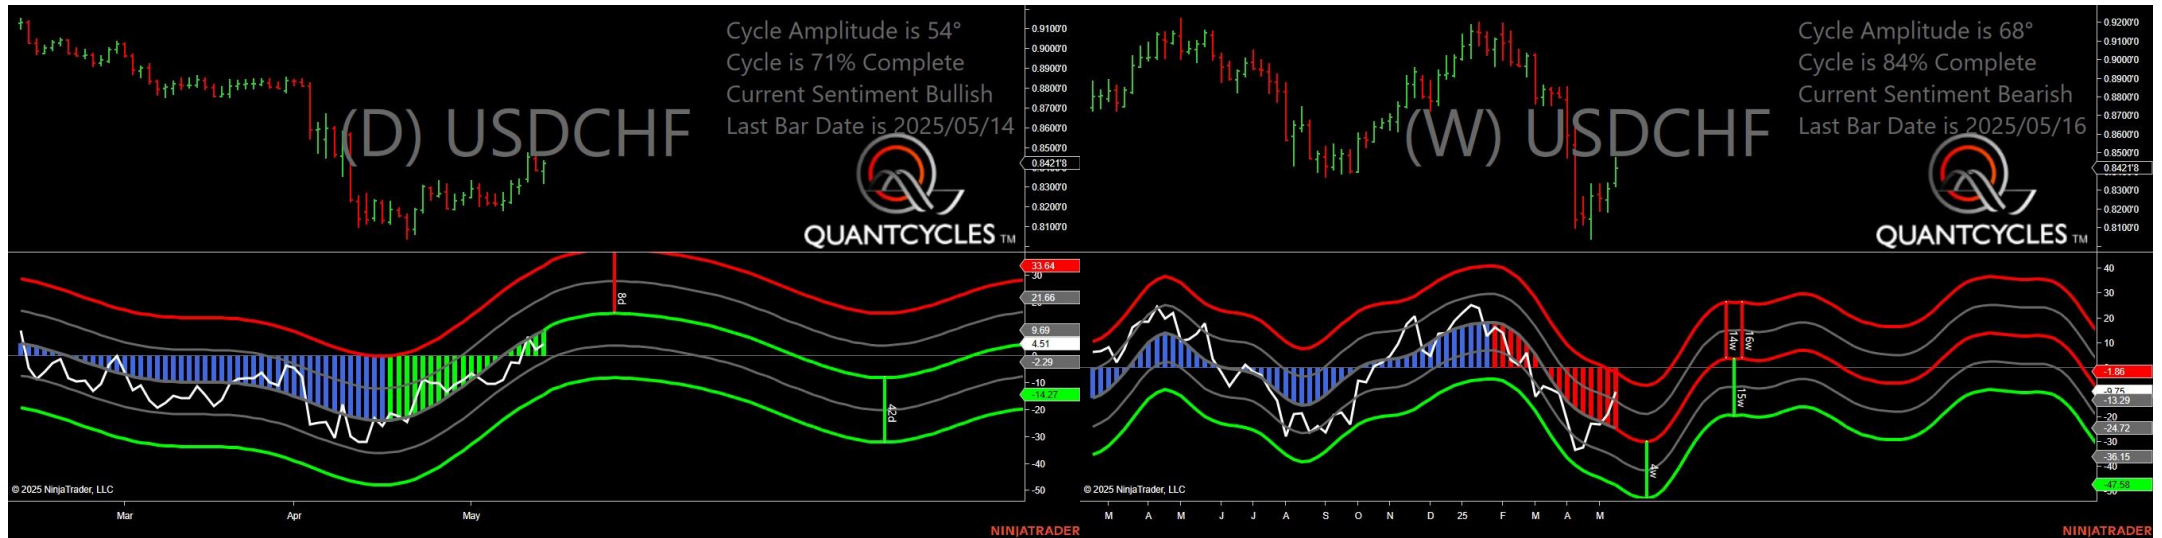 Cycle Amplitude is 54°
Cycle is 71% Complete
Current Sentiment Bullish
Last Bar Date is 2025/05/14
(D) USDCHF
QUANTCYCLES TM
0.9100'0
0.9000'0
0.8900'0
0.8800'0
0.8700'0
0.8600'0
0.8500'0
0.8421'8
0.8300'0
0.8200'0
0.8100'0
33.64
30
21.66
9.69
4.51
-2.29
-10
-14.27
-20
-30
-40
-50
8d
42d
© 2025 NinjaTrader, LLC
Mar Apr May
NINJATRADER
Cycle Amplitude is 68°
Cycle is 84% Complete
Current Sentiment Bearish
Last Bar Date is 2025/05/16
(W) USDCHF
QUANTCYCLES TM
0.9200'0
0.9100'0
0.9000'0
0.8900'0
0.8800'0
0.8700'0
0.8600'0
0.8500'0
0.8421'8
0.8300'0
0.8200'0
0.8100'0
40
30
20
10
-1.86
-9.75
-13.29
-20
-24.72
-30
-36.15
-40
-47.58
14w
16w
15w
4w
© 2025 NinjaTrader, LLC
M A M J J A S O N D 25 F M A M
NINJATRADER